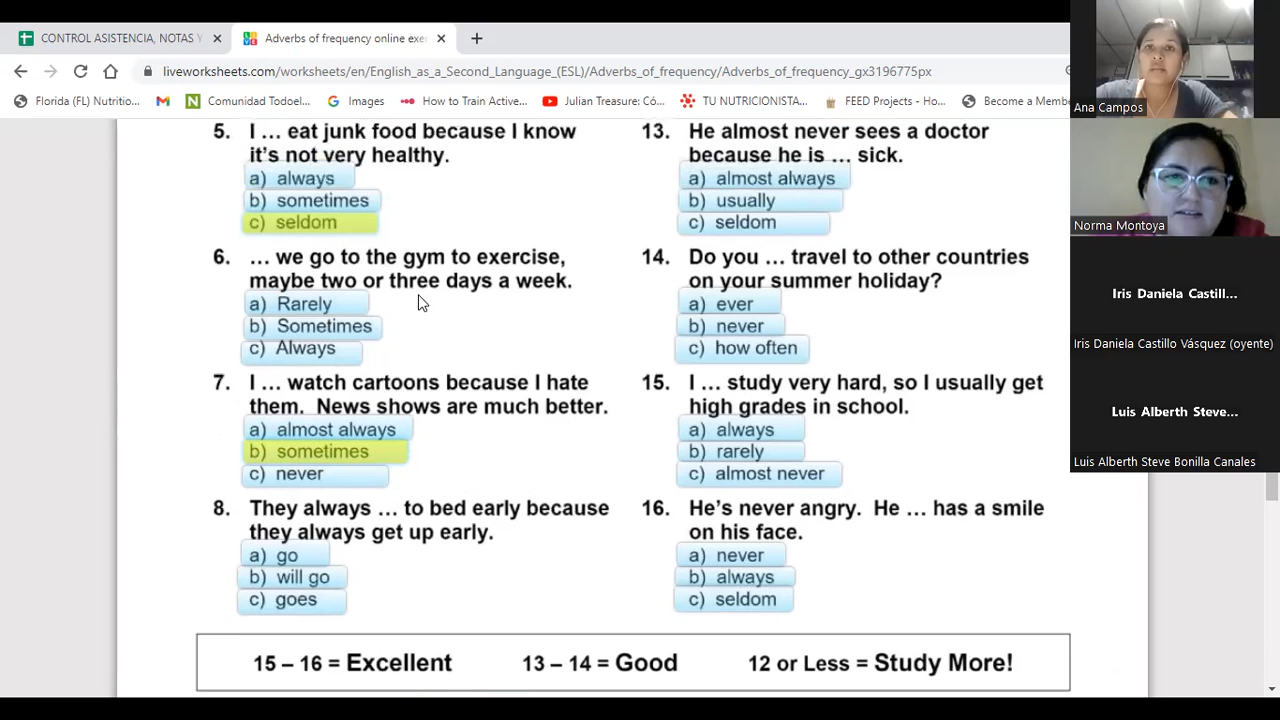 CONTROL ASISTENCIA, NOTAS Y
Adverbs of frequency online exe
liveworksheets.com/worksheets/en/English_as_a_Second_Language_(ESL)/Adverbs_of_frequency/Adverbs_of_frequency_gx3196775px
Florida (FL) Nutritio...
Comunidad Todoel...
Images
How to Train Active...
Julian Treasure: Có...
TU NUTRICIONISTA...
FEED Projects - Ho...
Become a Membe
5. I ... eat junk food because I know
it's not very healthy.
a) always
b) sometimes
c) seldom
6. ... we go to the gym to exercise,
maybe two or three days a week.
a) Rarely
b) Sometimes
c) Always
7. I ... watch cartoons because I hate
them. News shows are much better.
a) almost always
b) sometimes
c) never
8. They always ... to bed early because
they always get up early.
a) go
b) will go
c) goes
13. He almost never sees a doctor
because he is ... sick.
a) almost always
b) usually
c) seldom
14. Do you ... travel to other countries
on your summer holiday?
a) ever
b) never
c) how often
15. I ... study very hard, so I usually get
high grades in school.
a) always
b) rarely
c) almost never
16. He's never angry. He ... has a smile
on his face.
a) never
b) always
c) seldom
15 – 16 = Excellent
13 – 14 = Good
12 or Less = Study More!
Ana Campos
Norma Montoya
Iris Daniela Castill...
Iris Daniela Castillo Vásquez (oyente)
Luis Alberth Steve...
Luis Alberth Steve Bonilla Canales